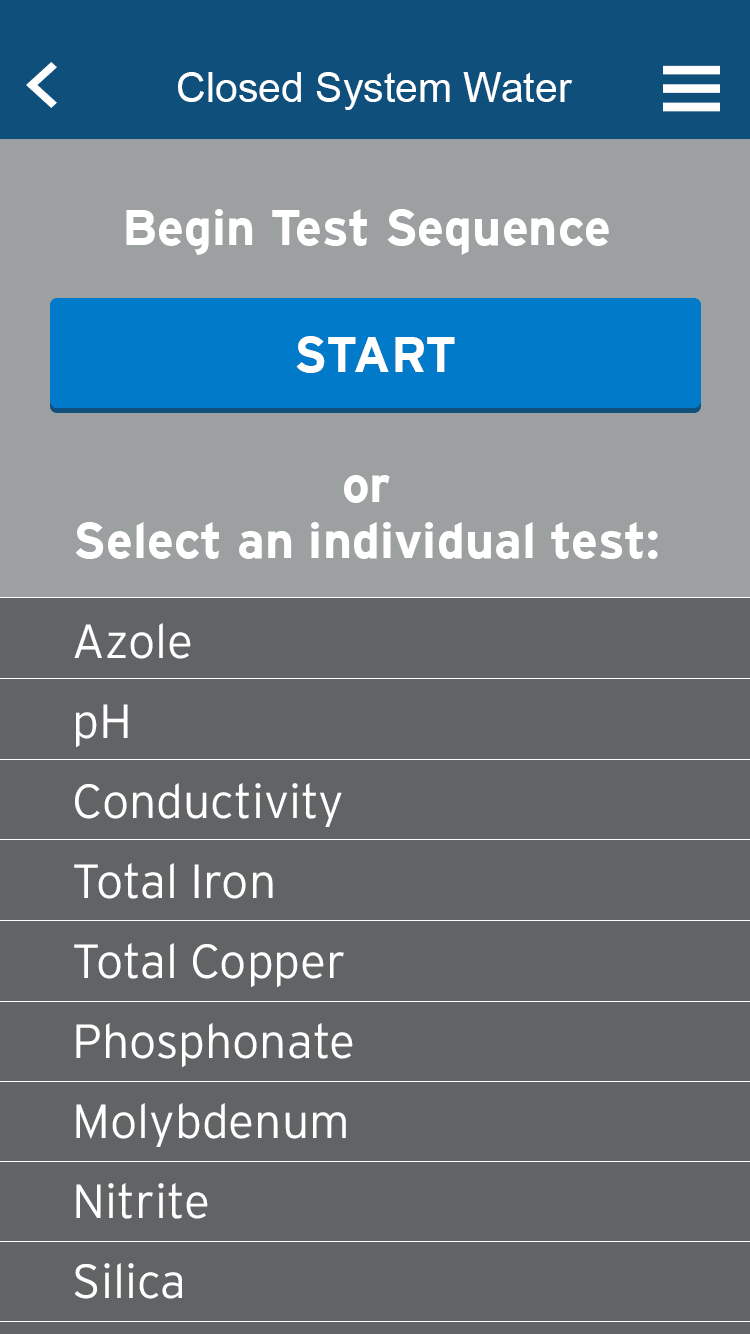 Closed System Water
Begin Test Sequence
START
or
Select an individual test:
Azole
pH
Conductivity
Total Iron
Total Copper
Phosphonate
Molybdenum
Nitrite
Silica